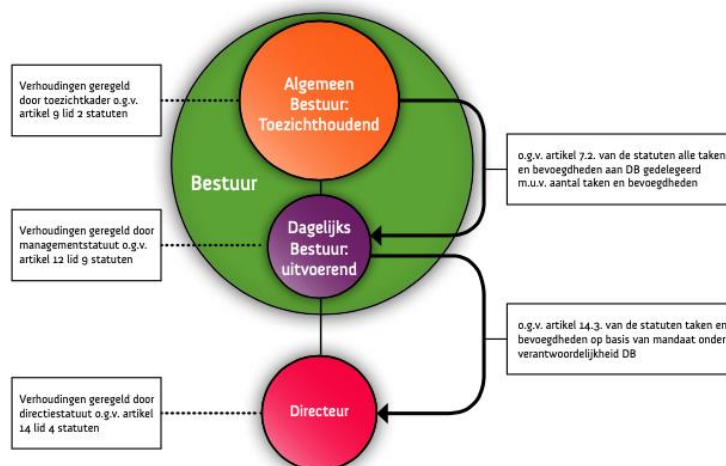 Verhoudingen geregeld
door toezichtkader o.g.v.
artikel 9 lid 2 statuten
Algemeen
Bestuur:
Toezichthoudend
o.g.v. artikel 7.2. van de statuten alle taken
en bevoegdheden aan DB gedelegeerd
m.u.v. aantal taken en bevoegdheden
Bestuur
Verhoudingen geregeld door
managementstatuut o.g.v.
artikel 12 lid 9 statuten
Dagelijks
Bestuur:
uitvoerend
o.g.v. artikel 14.3. van de statuten taken en
bevoegdheden op basis van mandaat onder
verantwoordelijkheid DB
Verhoudingen geregeld door
directiestatuut o.g.v. artikel
14 lid 4 statuten
Directeur